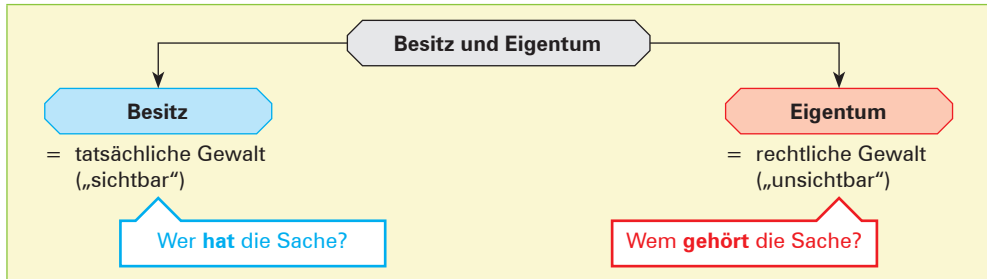 Besitz und Eigentum
Besitz
= tatsächliche Gewalt
(„sichtbar“)
Wer hat die Sache?
Eigentum
= rechtliche Gewalt
(„unsichtbar“)
Wem gehört die Sache?